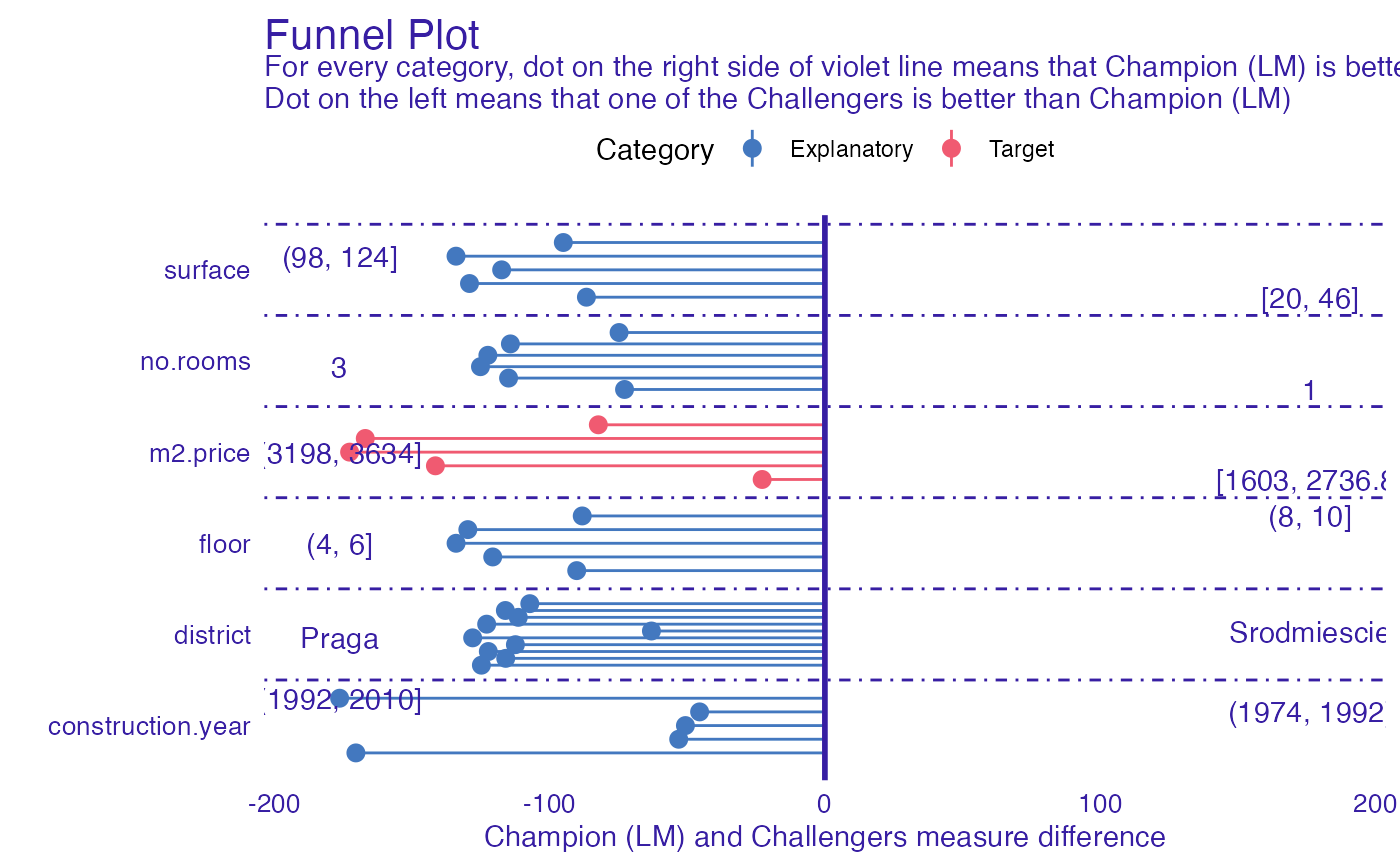 Funnel Plot
For every category, dot on the right side of violet line means that Champion (LM) is bette
Dot on the left means that one of the Challengers is better than Champion (LM)
Category Explanatory Target
surface (98, 124] [20, 46]
no.rooms 3 1
m2.price 3198, 3634] [1603, 2736.8
floor (4, 6] (8, 10]
district Praga Srodmiescie
construction.year 1992, 2010] (1974, 1992
-200 -100 0 100 200
Champion (LM) and Challengers measure difference